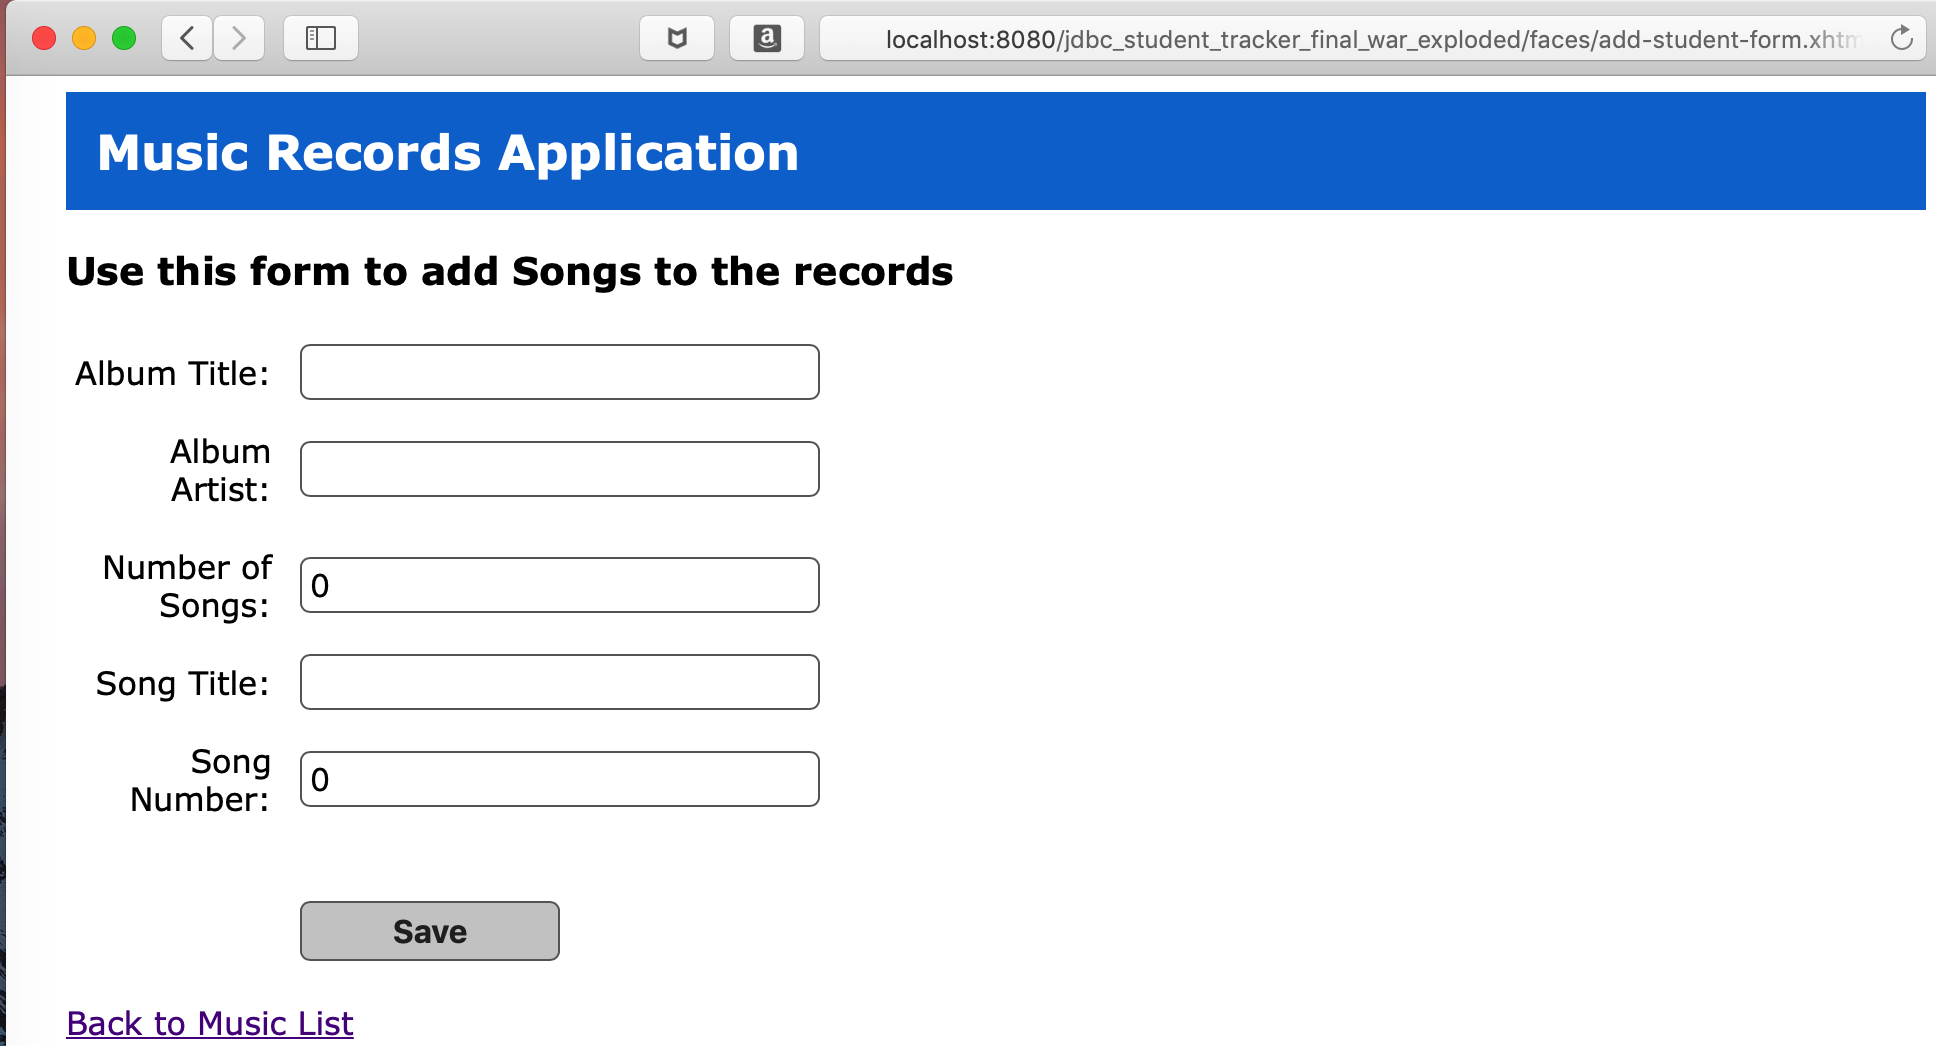 a
localhost:8080/jdbc_student_tracker_final_war_exploded/faces/add-student-form.xhtm
Music Records Application
Use this form to add Songs to the records
Album Title:
Album
Artist:
Number of
Songs:
0
Song Title:
Song
Number:
0
Save
Back to Music List